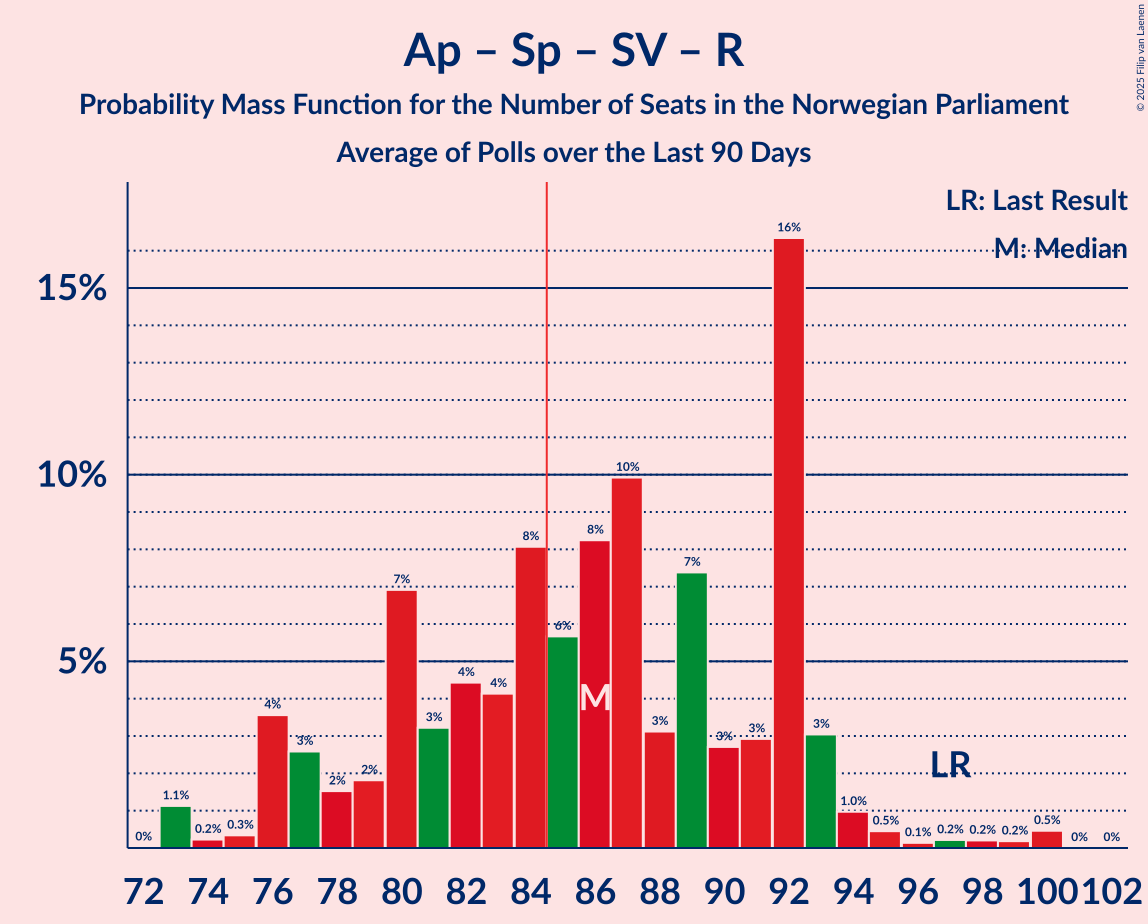 Ap – Sp – SV – R
Probability Mass Function for the Number of Seats in the Norwegian Parliament
Average of Polls over the Last 90 Days
© 2025 Filip van Laenen
LR: Last Result
M: Median
15%
10%
5%
0% 1.1% 0.2% 0.3% 4% 3% 2% 2% 7% 3% 4% 4% 8% 6% 8% 10% 3% 7% 3% 3% 16% 3% 1.0% 0.5% 0.1% 0.2% 0.2% 0.2% 0.5% 0% 0%
M
LR
72 74 76 78 80 82 84 86 88 90 92 94 96 98 100 102